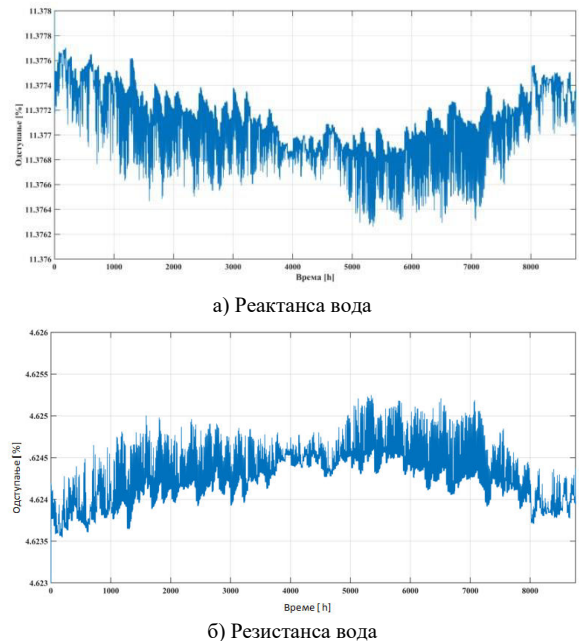 11.378
11.3776
11.3774
11.3772
11.377
11.3768
11.3766
11.3764
11.3762
11.376
Одступање [%]
0 1000 2000 3000 4000 5000 6000 7000 8000
Врема [h]
а) Реактанса вода
4.626
4.6255
4.625
4.6245
4.624
4.6235
4.623
Одступање [%]
0 1000 2000 3000 4000 5000 6000 7000 8000
Време [ h]
б) Резистанса вода